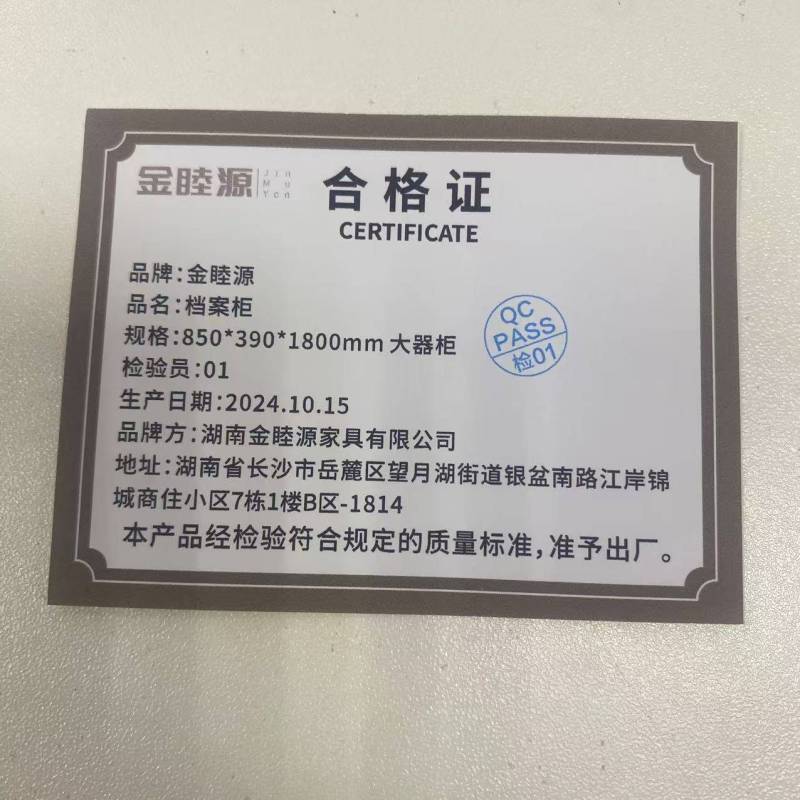 金睦源
Jin
Mu
Yen
合格证
CERTIFICATE
品牌:金睦源
品名:档案柜
规格:850*390*1800mm 大器柜
检验员:01
生产日期:2024.10.15
品牌方:湖南金睦源家具有限公司
地址:湖南省长沙市岳麓区望月湖街道银盆南路江岸锦
城商住小区7栋1楼B区-1814
本产品经检验符合规定的质量标准,准予出厂。
QC
PASS
检01